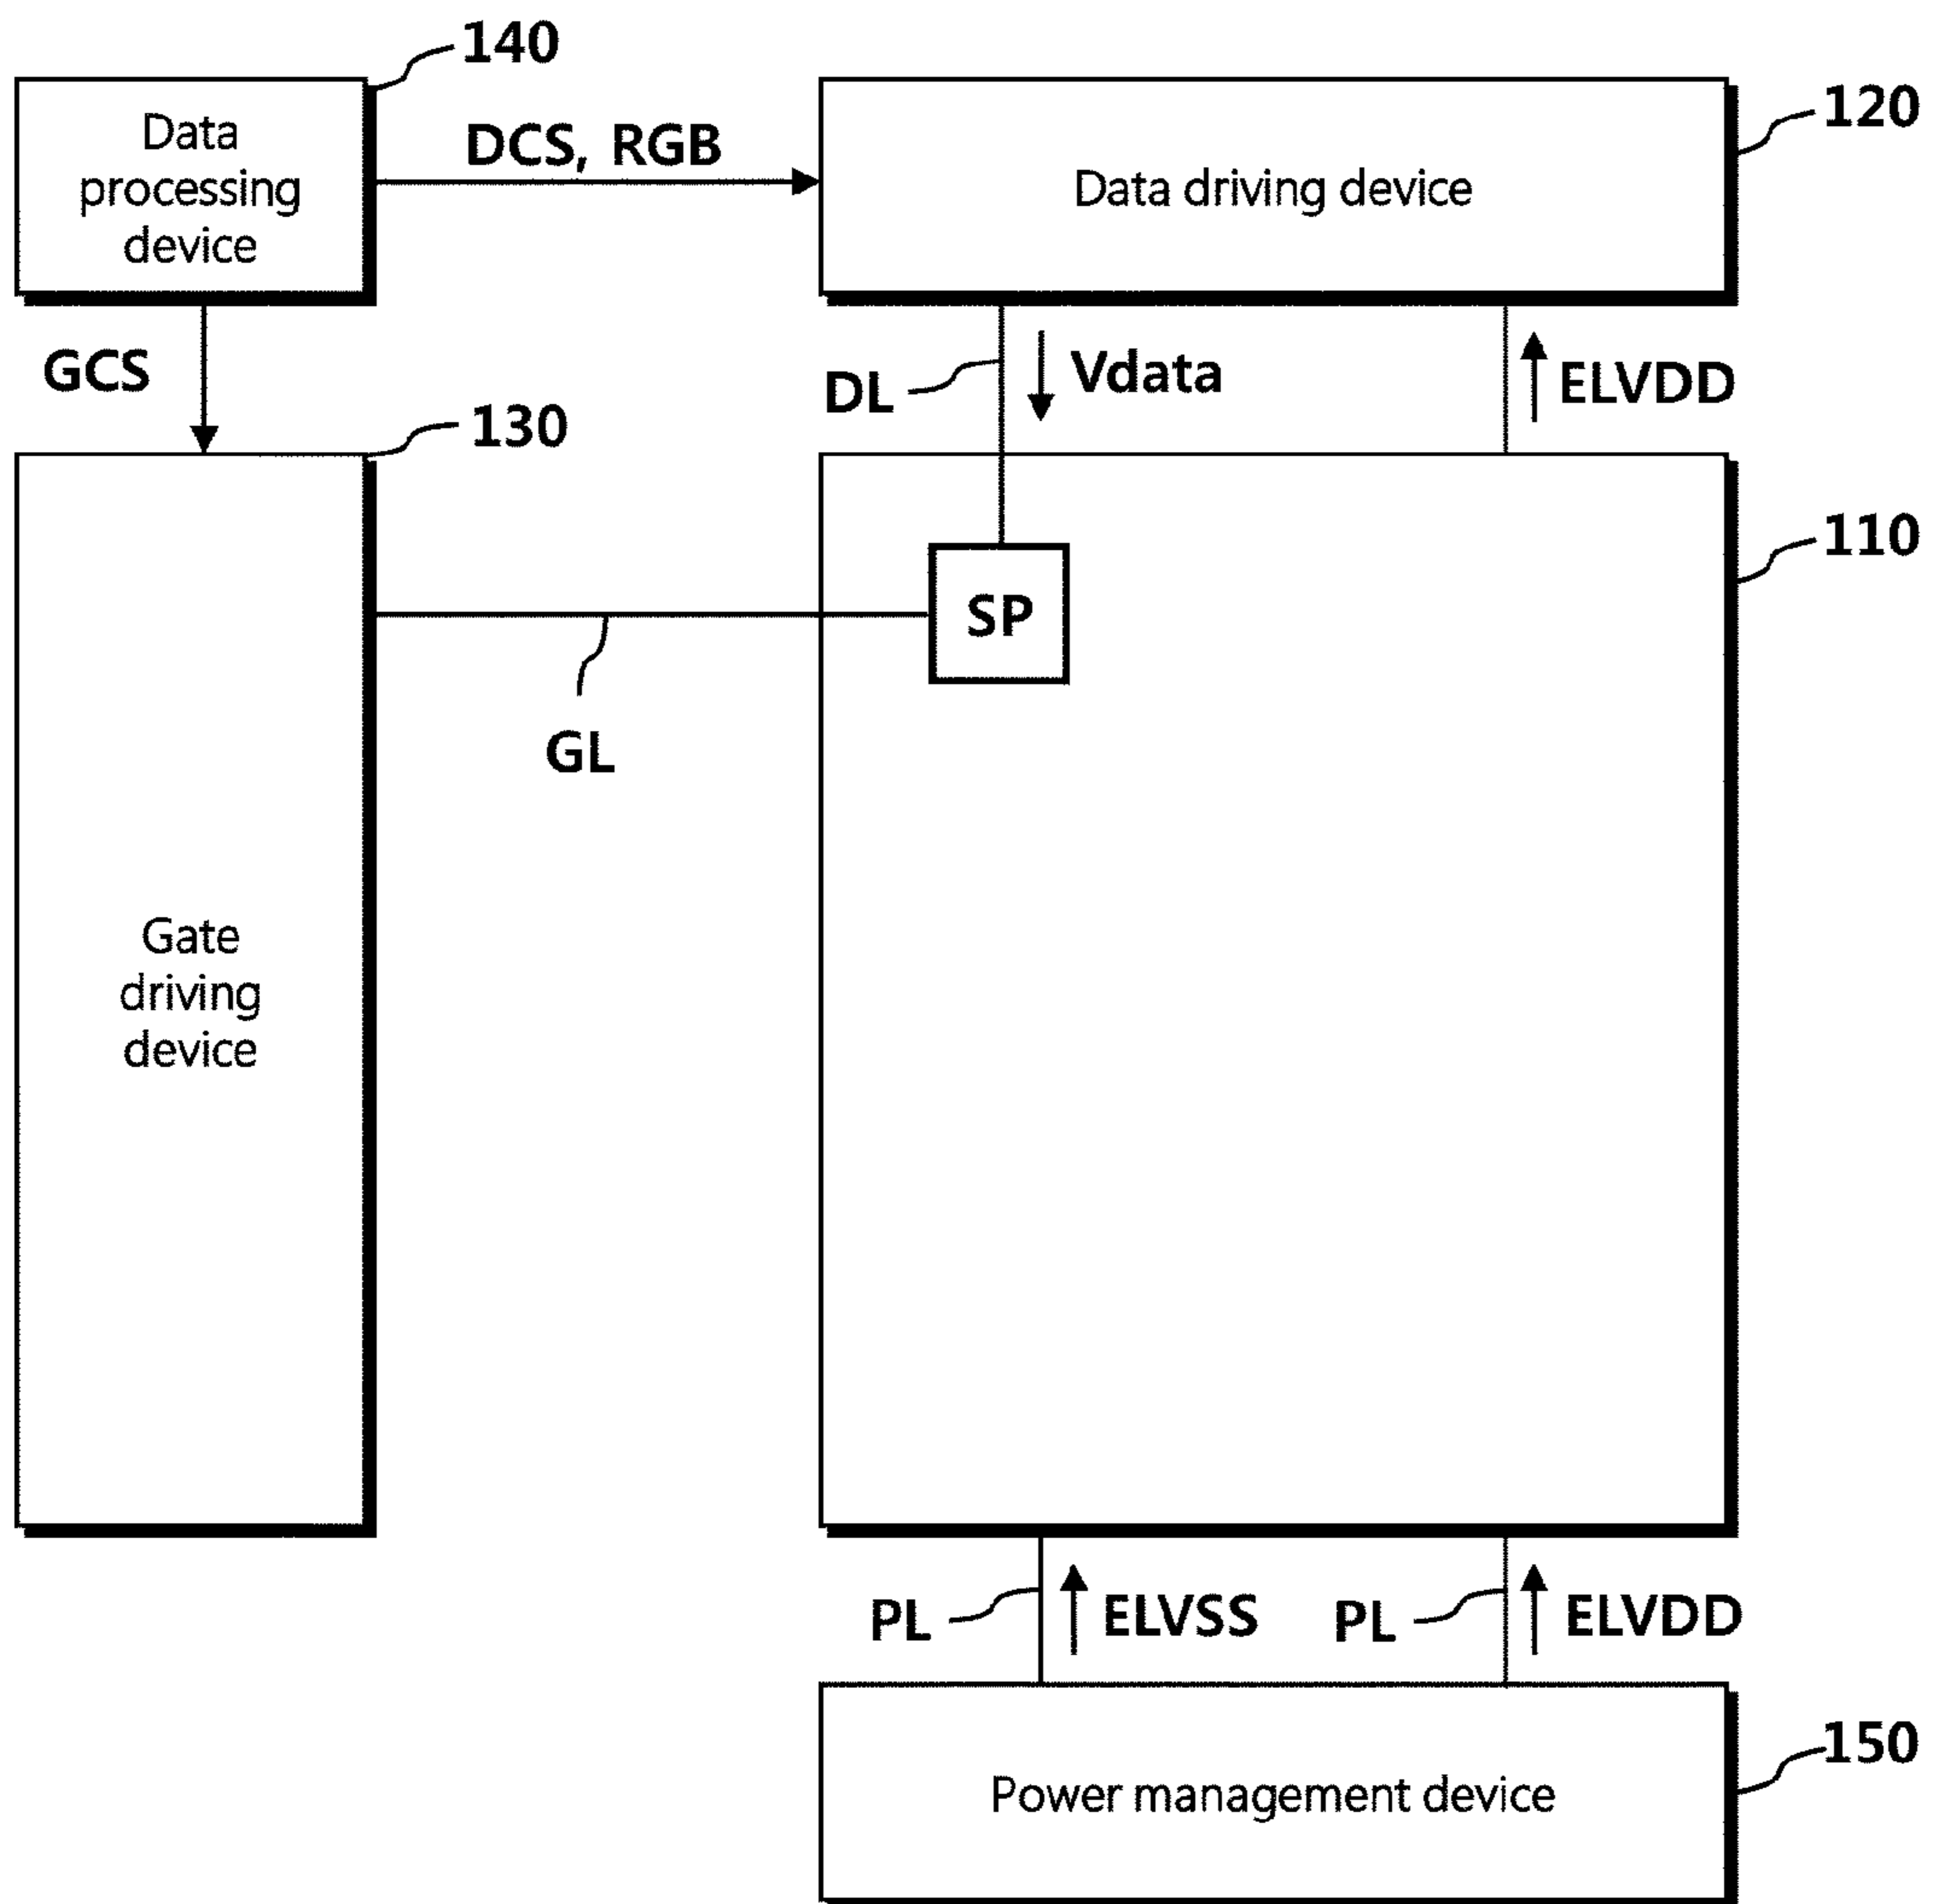 140
Data
processing
device
DCS, RGB
120
Data driving device
GCS
DL
Vdata
ELVDD
130
110
SP
GL
Gate
driving
device
PL
ELVSS
PL
ELVDD
150
Power management device